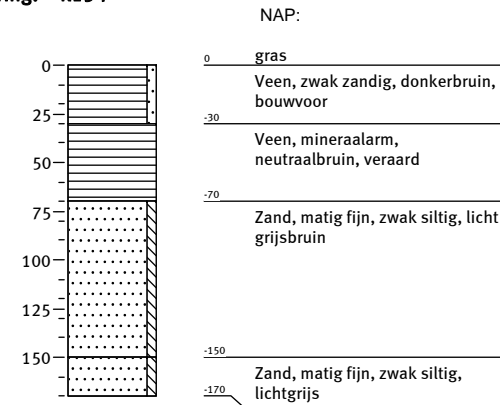 NAP:
0 gras
0
Veen, zwak zandig, donkerbruin,
bouwvoor
25
-30
Veen, mineraalarm,
neutraalbruin, veraard
50
-70
75
Zand, matig fijn, zwak siltig, licht
grijsbruin
100
125
150
-150
Zand, matig fijn, zwak siltig,
lichtgrijs
-170